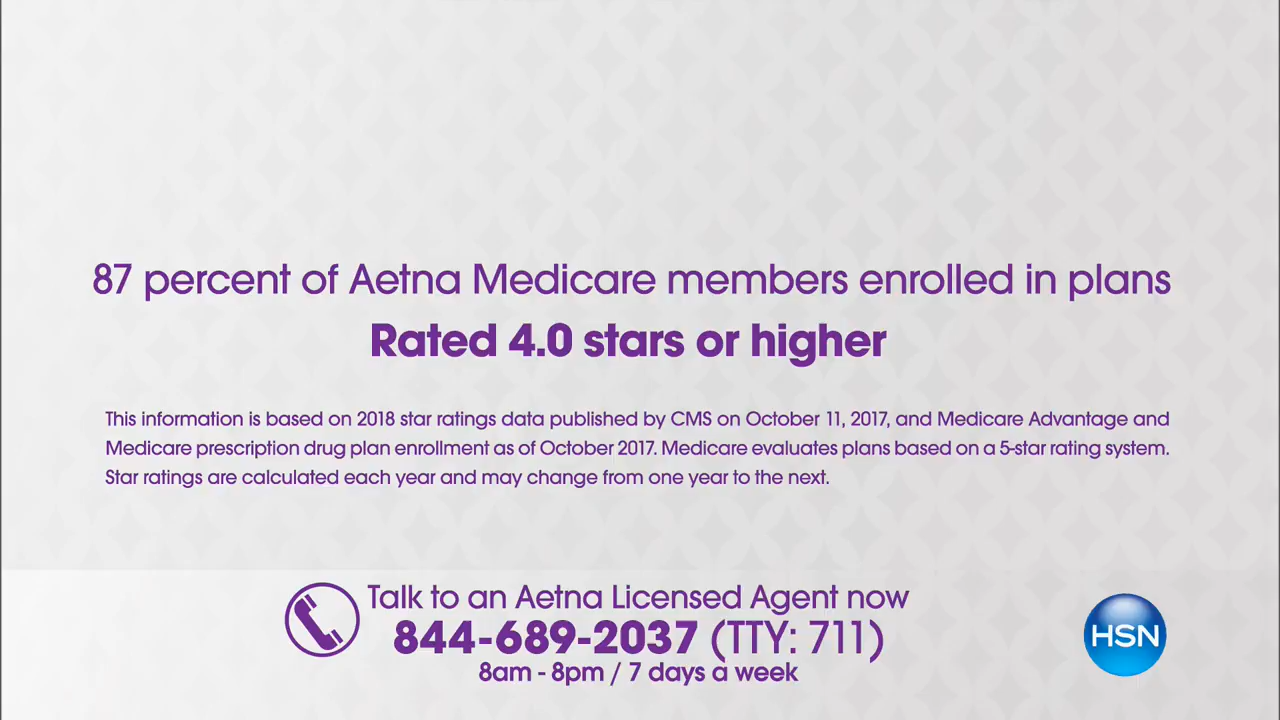 87 percent of Aetna Medicare members enrolled in plans
Rated 4.0 stars or higher
This information is based on 2018 star ratings data published by CMS on October 11, 2017, and Medicare Advantage and
Medicare prescription drug plan enrollment as of October 2017. Medicare evaluates plans based on a 5-star rating system.
Star ratings are calculated each year and may change from one year to the next.
Talk to an Aetna Licensed Agent now
844-689-2037 (TTY: 711)
8am - 8pm / 7 days a week
HSN